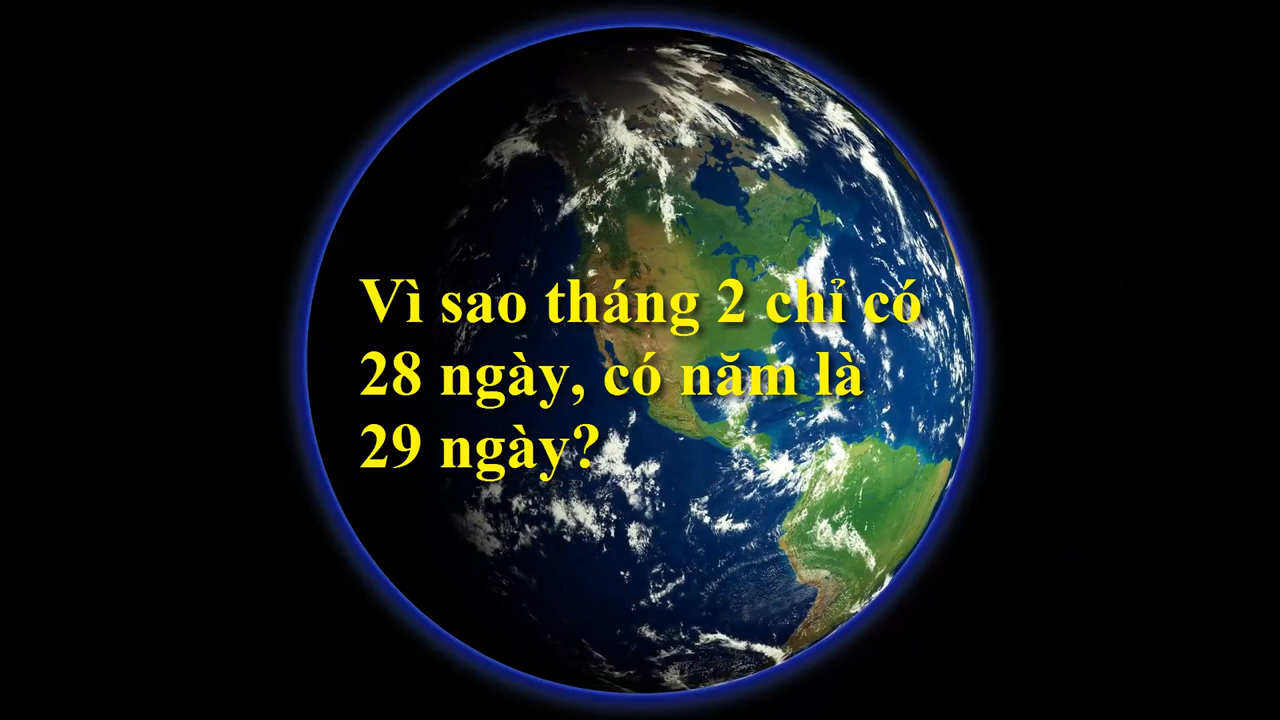 Vì sao tháng 2 chỉ có
28 ngày, có năm là
29 ngày?